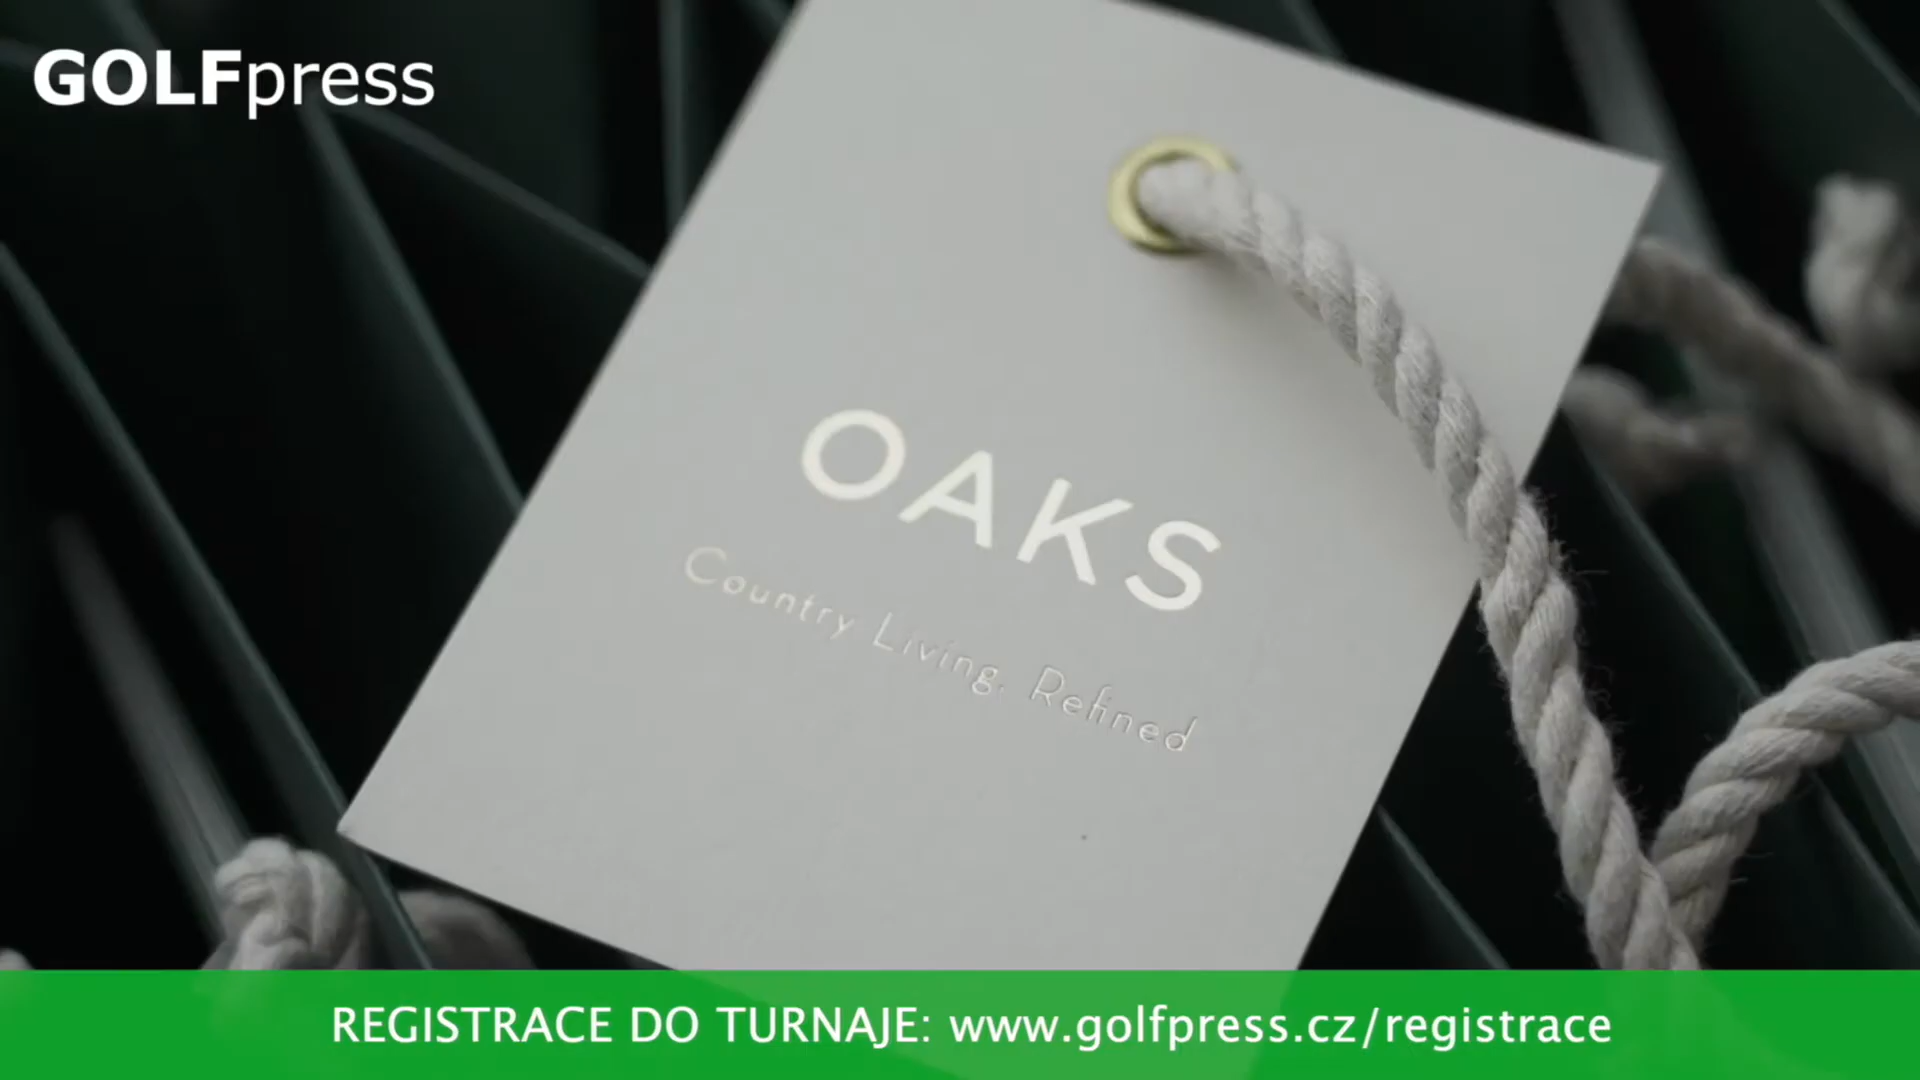 GOLFpress
OAKS
Country Living, Refined
REGISTRACE DO TURNAJE: www.golfpress.cz/registrace